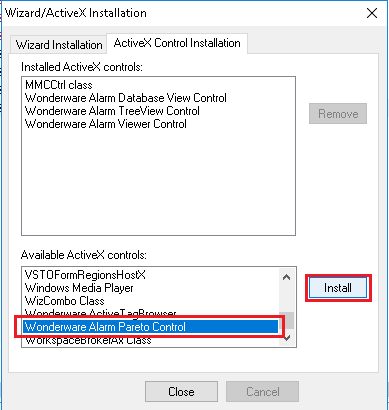 Wizard/ActiveX Installation
Wizard Installation
ActiveX Control Installation
Installed ActiveX controls:
MMCCtrl class
Wonderware Alarm Database View Control
Wonderware Alarm TreeView Control
Wonderware Alarm Viewer Control
Remove
Available ActiveX controls:
VSTOFormRegionsHostX
Windows Media Player
WizCombo Class
Wonderware ActiveTagBrowser
Wonderware Alarm Pareto Control
WorkspaceBrokerAx Class
Install
Close
Cancel